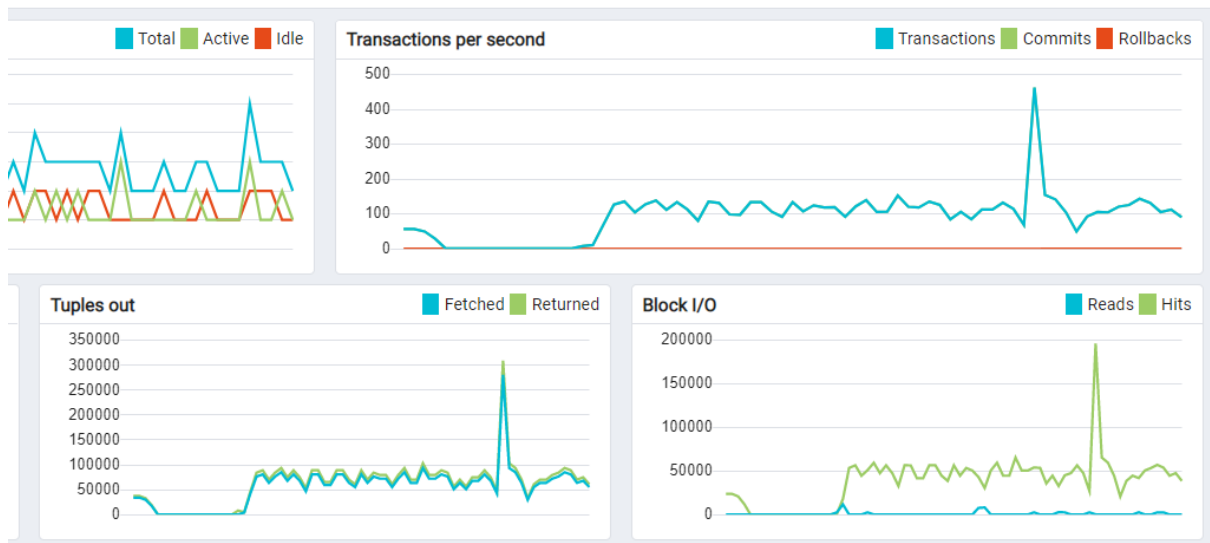 Total Active Idle
Transactions per second
Transactions Commits Rollbacks
500
400
300
200
100
0
Tuples out
Fetched Returned
350000
300000
250000
200000
150000
100000
50000
0
Block I/O
Reads Hits
200000
150000
100000
50000
0